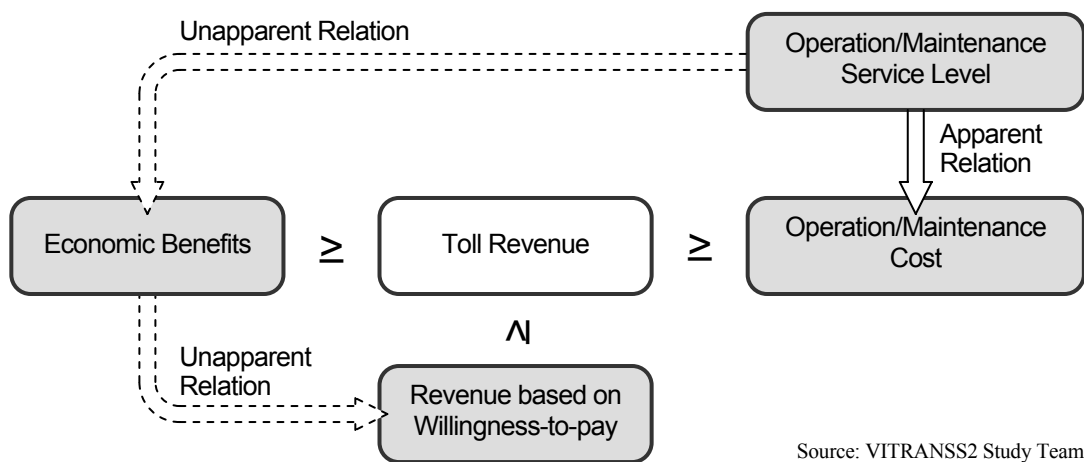 Unapparent Relation
Operation/Maintenance
Service Level
Apparent
Relation
Economic Benefits
≥
Toll Revenue
≥
Operation/Maintenance
Cost
≥
Unapparent
Relation
Revenue based on
Willingness-to-pay
Source: VITRANSS2 Study Team